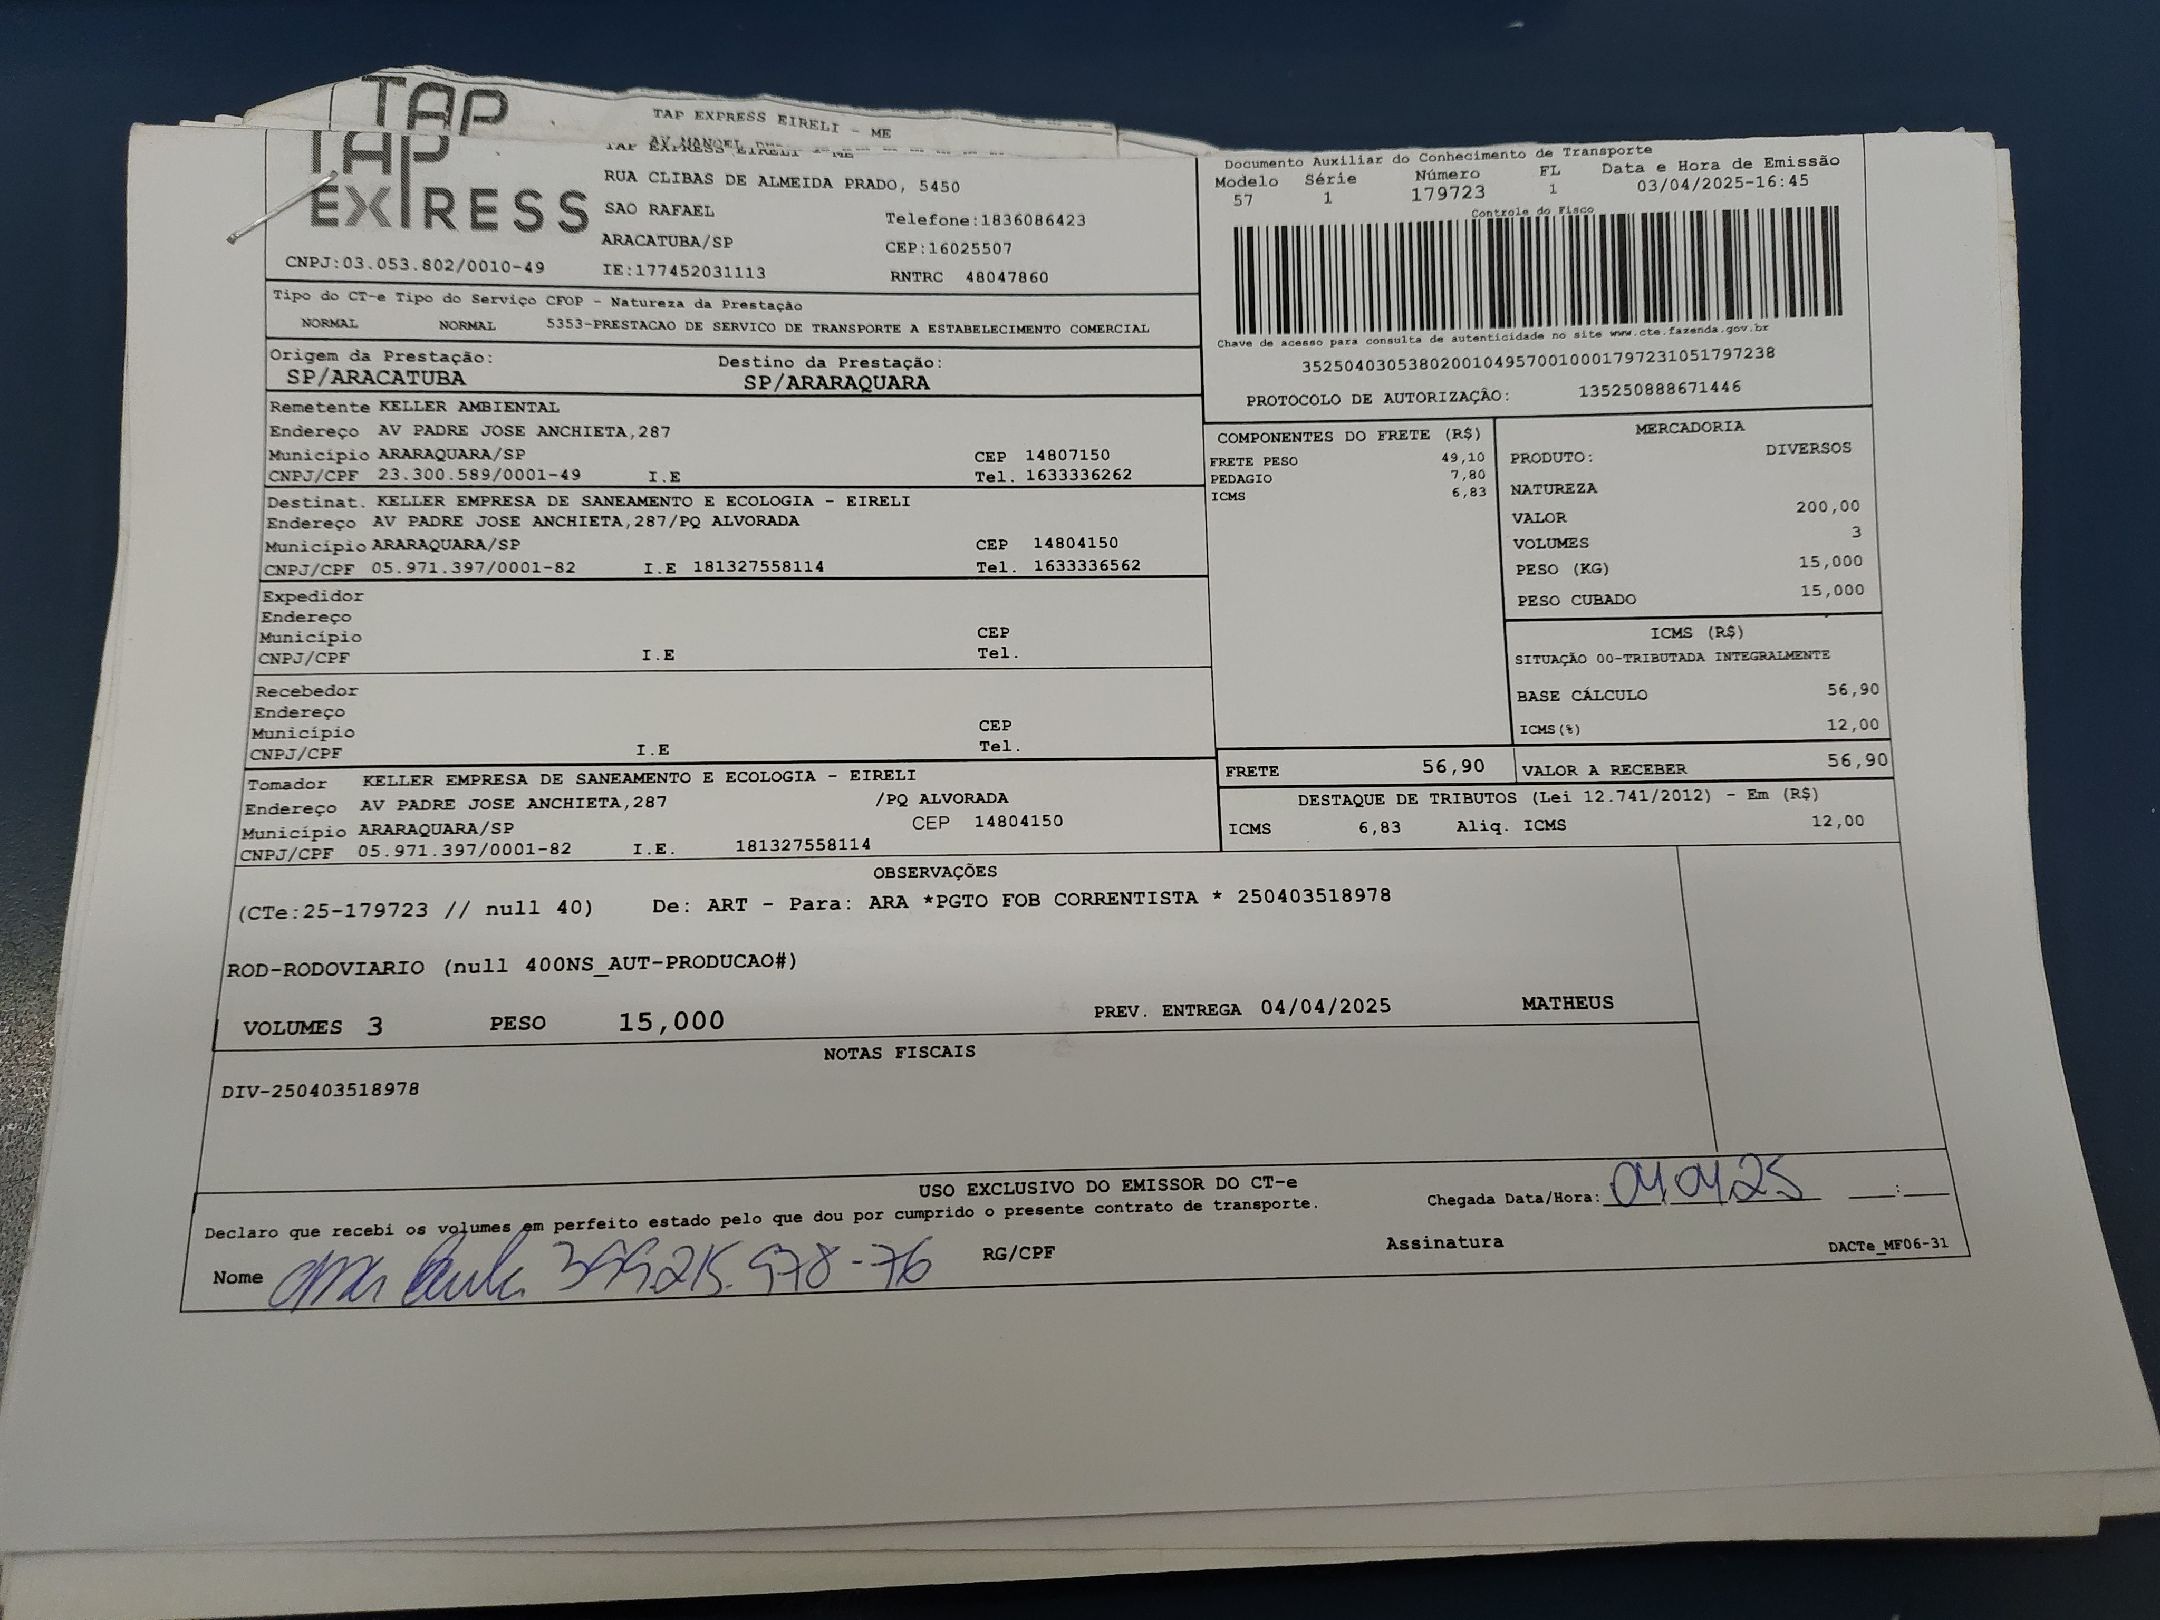 TAP
TAP EXPRESS EIRELI - ME
AV MANOEL
TAP
EXPRESS
TAP EXPRESS EIRELI - ME
RUA CLIBAS DE ALMEIDA PRADO, 5450
SAO RAFAEL
Telefone:1836086423
ARACATUBA/SP
CEP:16025507
CNPJ:03.053.802/0010-49
IE:177452031113
RNTRC 48047860
Documento Auxiliar do Conhecimento de Transporte
Modelo Série Número FL Data e Hora de Emissão
57 1 179723 1 03/04/2025-16:45
Controle do Fisco
Chave de acesso para consulta de autenticidade no site www.cte.fazenda.gov.br
35250403053802001049570010001797231051797238
PROTOCOLO DE AUTORIZAÇÂO: 135250888671446
Tipo do CT-e Tipo do Serviço CFOP - Natureza da Prestação
NORMAL NORMAL 5353-PRESTACAO DE SERVICO DE TRANSPORTE A ESTABELECIMENTO COMERCIAL
Origem da Prestação: Destino da Prestação:
SP/ARACATUBA SP/ARARAQUARA
Remetente KELLER AMBIENTAL
Endereço AV PADRE JOSE ANCHIETA,287
Município ARARAQUARA/SP CEP 14807150
CNPJ/CPF 23.300.589/0001-49 I.E Tel. 1633336262
Destinat. KELLER EMPRESA DE SANEAMENTO E ECOLOGIA - EIRELI
Endereço AV PADRE JOSE ANCHIETA,287/PQ ALVORADA
Município ARARAQUARA/SP CEP 14804150
CNPJ/CPF 05.971.397/0001-82 I.E 181327558114 Tel. 1633336562
Expedidor
Endereço
Município CEP
CNPJ/CPF I.E Tel.
Recebedor
Endereço
Município CEP
CNPJ/CPF I.E Tel.
Tomador KELLER EMPRESA DE SANEAMENTO E ECOLOGIA - EIRELI
Endereço AV PADRE JOSE ANCHIETA,287 /PQ ALVORADA
Município ARARAQUARA/SP CEP 14804150
CNPJ/CPF 05.971.397/0001-82 I.E. 181327558114
COMPONENTES DO FRETE (R$)
FRETE PESO 49,10
PEDAGIO 7,80
ICMS 6,83
MERCADORIA
PRODUTO: DIVERSOS
NATUREZA
VALOR 200,00
VOLUMES 3
PESO (KG) 15,000
PESO CUBADO 15,000
ICMS (R$)
SITUAÇÃO 00-TRIBUTADA INTEGRALMENTE
BASE CÁLCULO 56,90
ICMS(%) 12,00
FRETE 56,90 VALOR A RECEBER 56,90
DESTAQUE DE TRIBUTOS (Lei 12.741/2012) - Em (R$)
ICMS 6,83 Aliq. ICMS 12,00
OBSERVAÇÕES
(CTe:25-179723 // null 40) De: ART - Para: ARA *PGTO FOB CORRENTISTA * 250403518978
ROD-RODOVIARIO (null 400NS_AUT-PRODUCAO#)
VOLUMES 3 PESO 15,000 PREV. ENTREGA 04/04/2025 MATHEUS
NOTAS FISCAIS
DIV-250403518978
USO EXCLUSIVO DO EMISSOR DO CT-e
Declaro que recebi os volumes em perfeito estado pelo que dou por cumprido o presente contrato de transporte.
Chegada Data/Hora: 04/04/25 __:__
Nome RG/CPF Assinatura DACTe_MF06-31